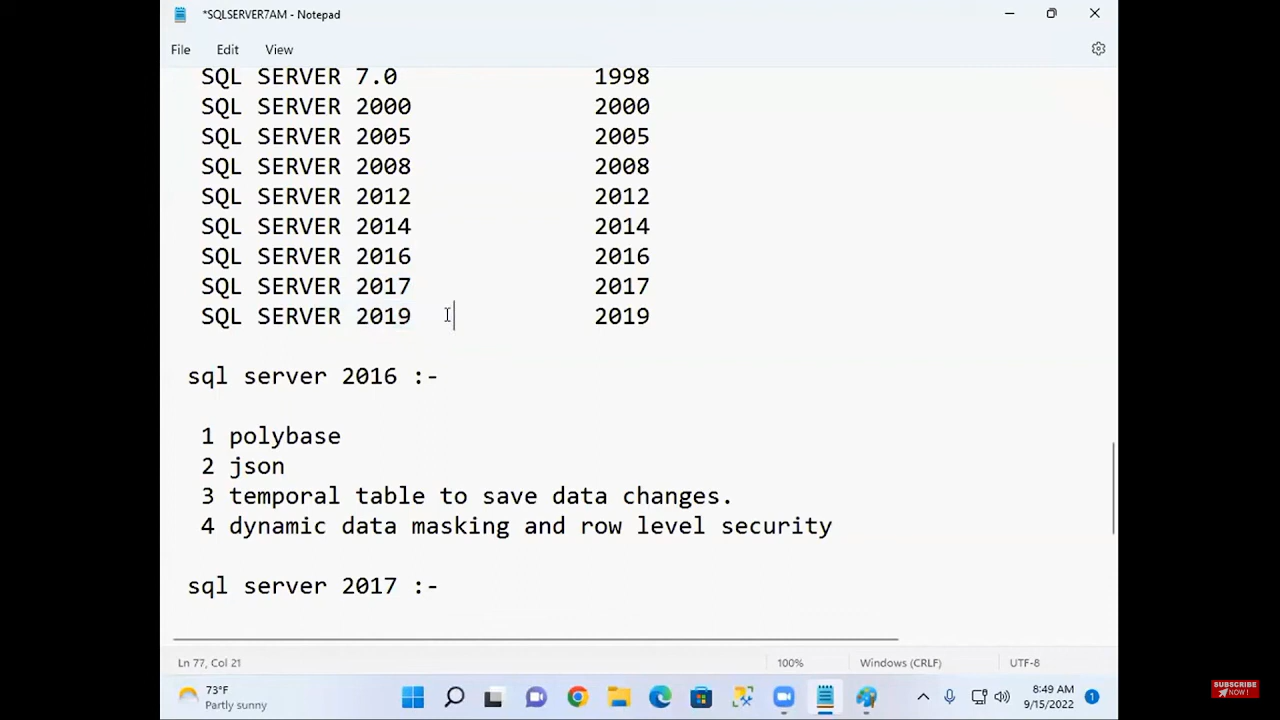 *SQLSERVER7AM - Notepad
File Edit View
SQL SERVER 7.0 1998
SQL SERVER 2000 2000
SQL SERVER 2005 2005
SQL SERVER 2008 2008
SQL SERVER 2012 2012
SQL SERVER 2014 2014
SQL SERVER 2016 2016
SQL SERVER 2017 2017
SQL SERVER 2019 2019
sql server 2016 :-
1 polybase
2 json
3 temporal table to save data changes.
4 dynamic data masking and row level security
sql server 2017 :-
Ln 77, Col 21 100% Windows (CRLF) UTF-8
73°F
Partly sunny
8:49 AM
9/15/2022
1
SUBSCRIBE
NOW!